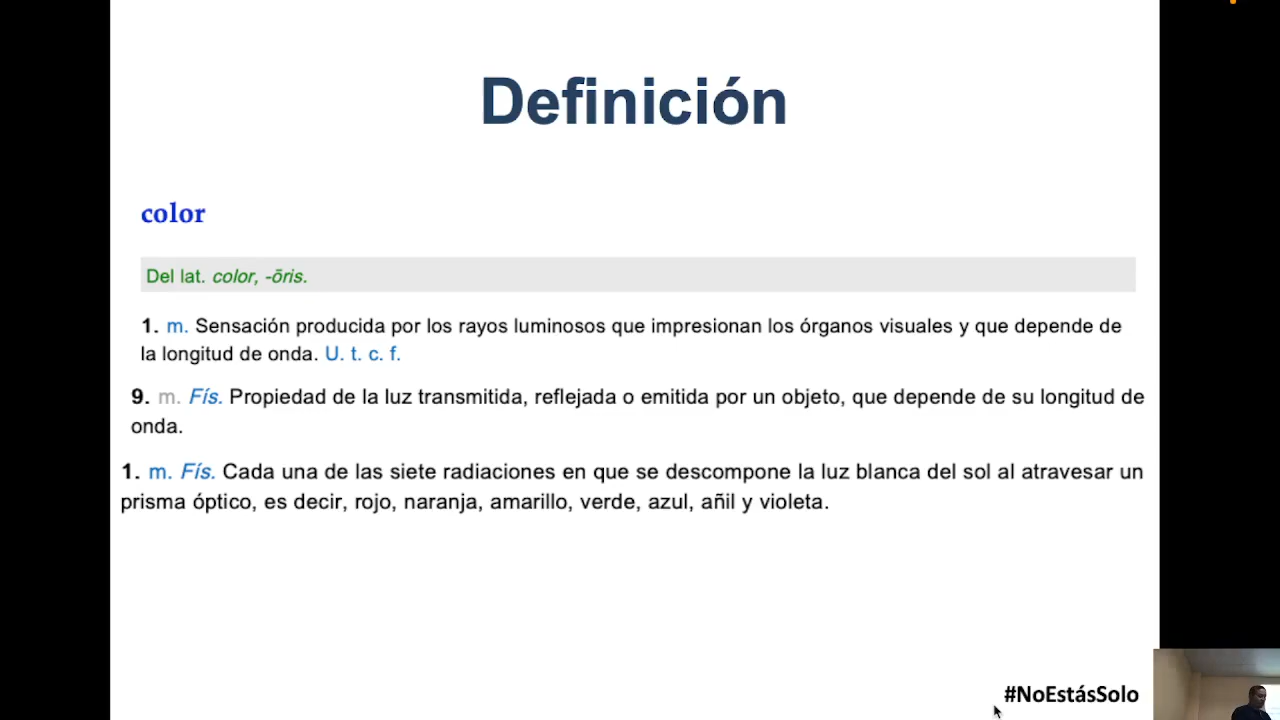 Definición
color
Del lat. color, -ōris.
1. m. Sensación producida por los rayos luminosos que impresionan los órganos visuales y que depende de
la longitud de onda. U. t. c. f.
9. m. Fís. Propiedad de la luz transmitida, reflejada o emitida por un objeto, que depende de su longitud de
onda.
1. m. Fís. Cada una de las siete radiaciones en que se descompone la luz blanca del sol al atravesar un
prisma óptico, es decir, rojo, naranja, amarillo, verde, azul, añil y violeta.
#NoEstásSolo